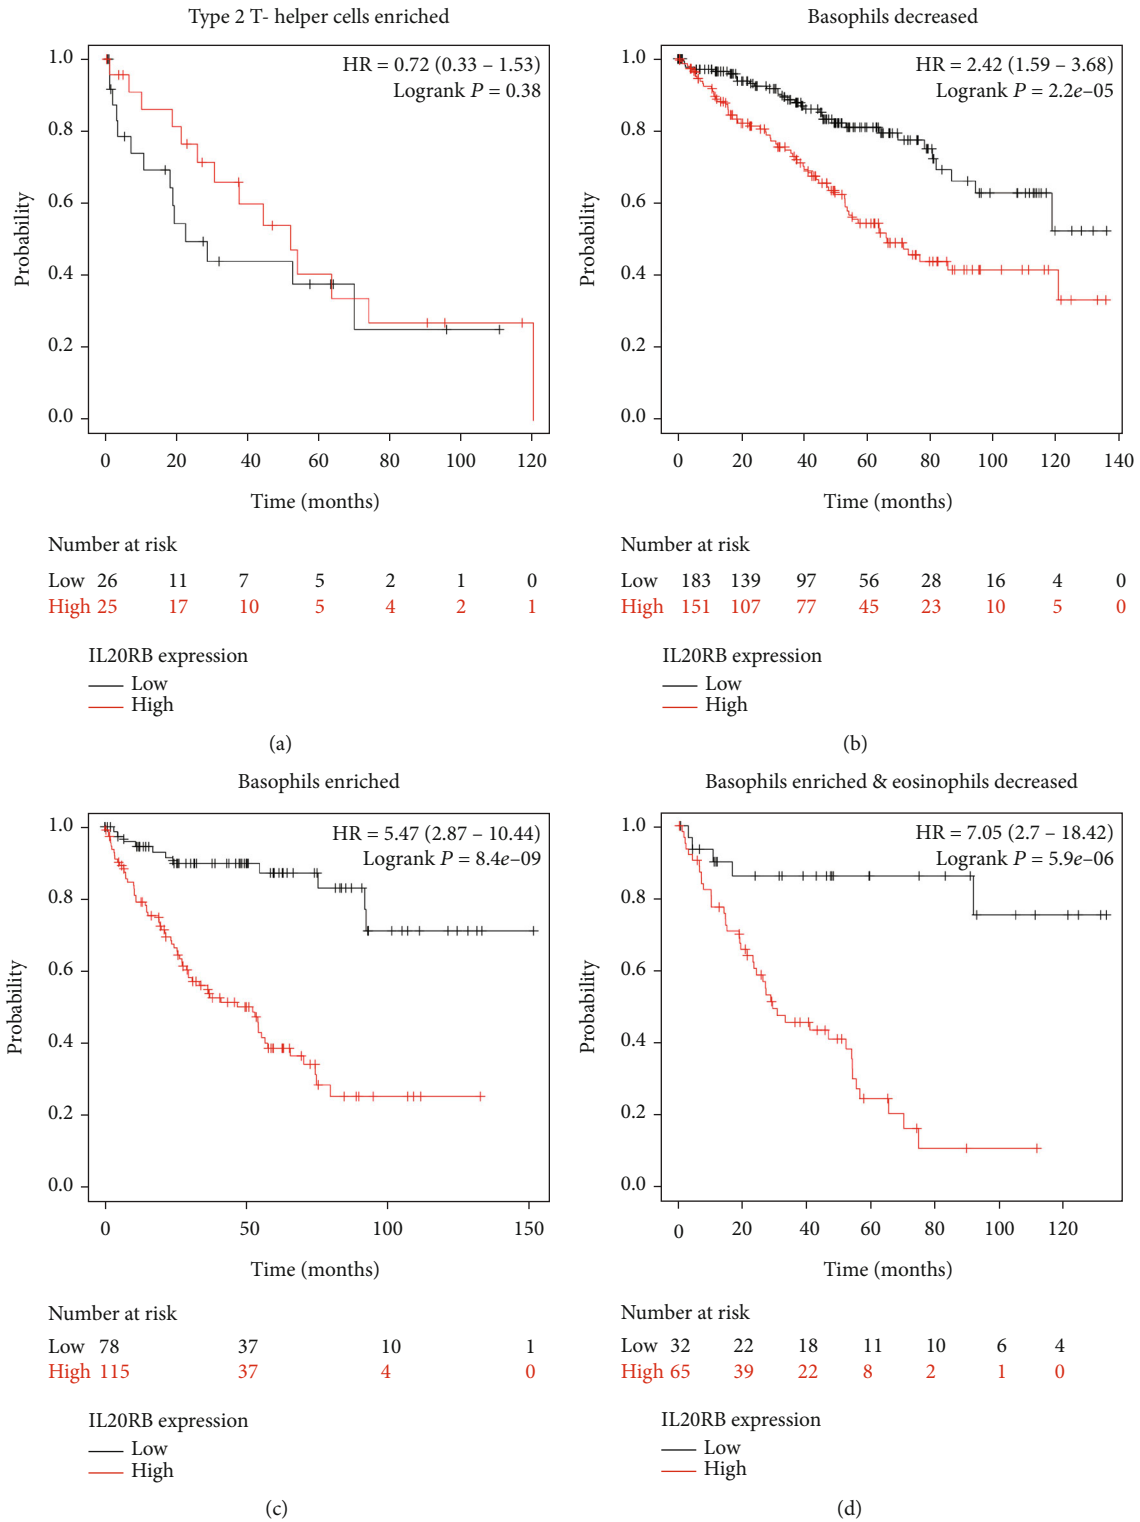 Type 2 T- helper cells enriched
HR = 0.72 (0.33 – 1.53)
Logrank P = 0.38
1.0
0.8
0.6
0.4
0.2
0.0
Probability
0 20 40 60 80 100 120
Time (months)
Number at risk
Low 26 11 7 5 2 1 0
High 25 17 10 5 4 2 1
IL20RB expression
Low
High
(a)
Basophils decreased
HR = 2.42 (1.59 – 3.68)
Logrank P = 2.2e–05
1.0
0.8
0.6
0.4
0.2
0.0
Probability
0 20 40 60 80 100 120 140
Time (months)
Number at risk
Low 183 139 97 56 28 16 4 0
High 151 107 77 45 23 10 5 0
IL20RB expression
Low
High
(b)
Basophils enriched
HR = 5.47 (2.87 – 10.44)
Logrank P = 8.4e–09
1.0
0.8
0.6
0.4
0.2
0.0
Probability
0 50 100 150
Time (months)
Number at risk
Low 78 37 10 1
High 115 37 4 0
IL20RB expression
Low
High
(c)
Basophils enriched & eosinophils decreased
HR = 7.05 (2.7 – 18.42)
Logrank P = 5.9e–06
1.0
0.8
0.6
0.4
0.2
0.0
Probability
0 20 40 60 80 100 120
Time (months)
Number at risk
Low 32 22 18 11 10 6 4
High 65 39 22 8 2 1 0
IL20RB expression
Low
High
(d)